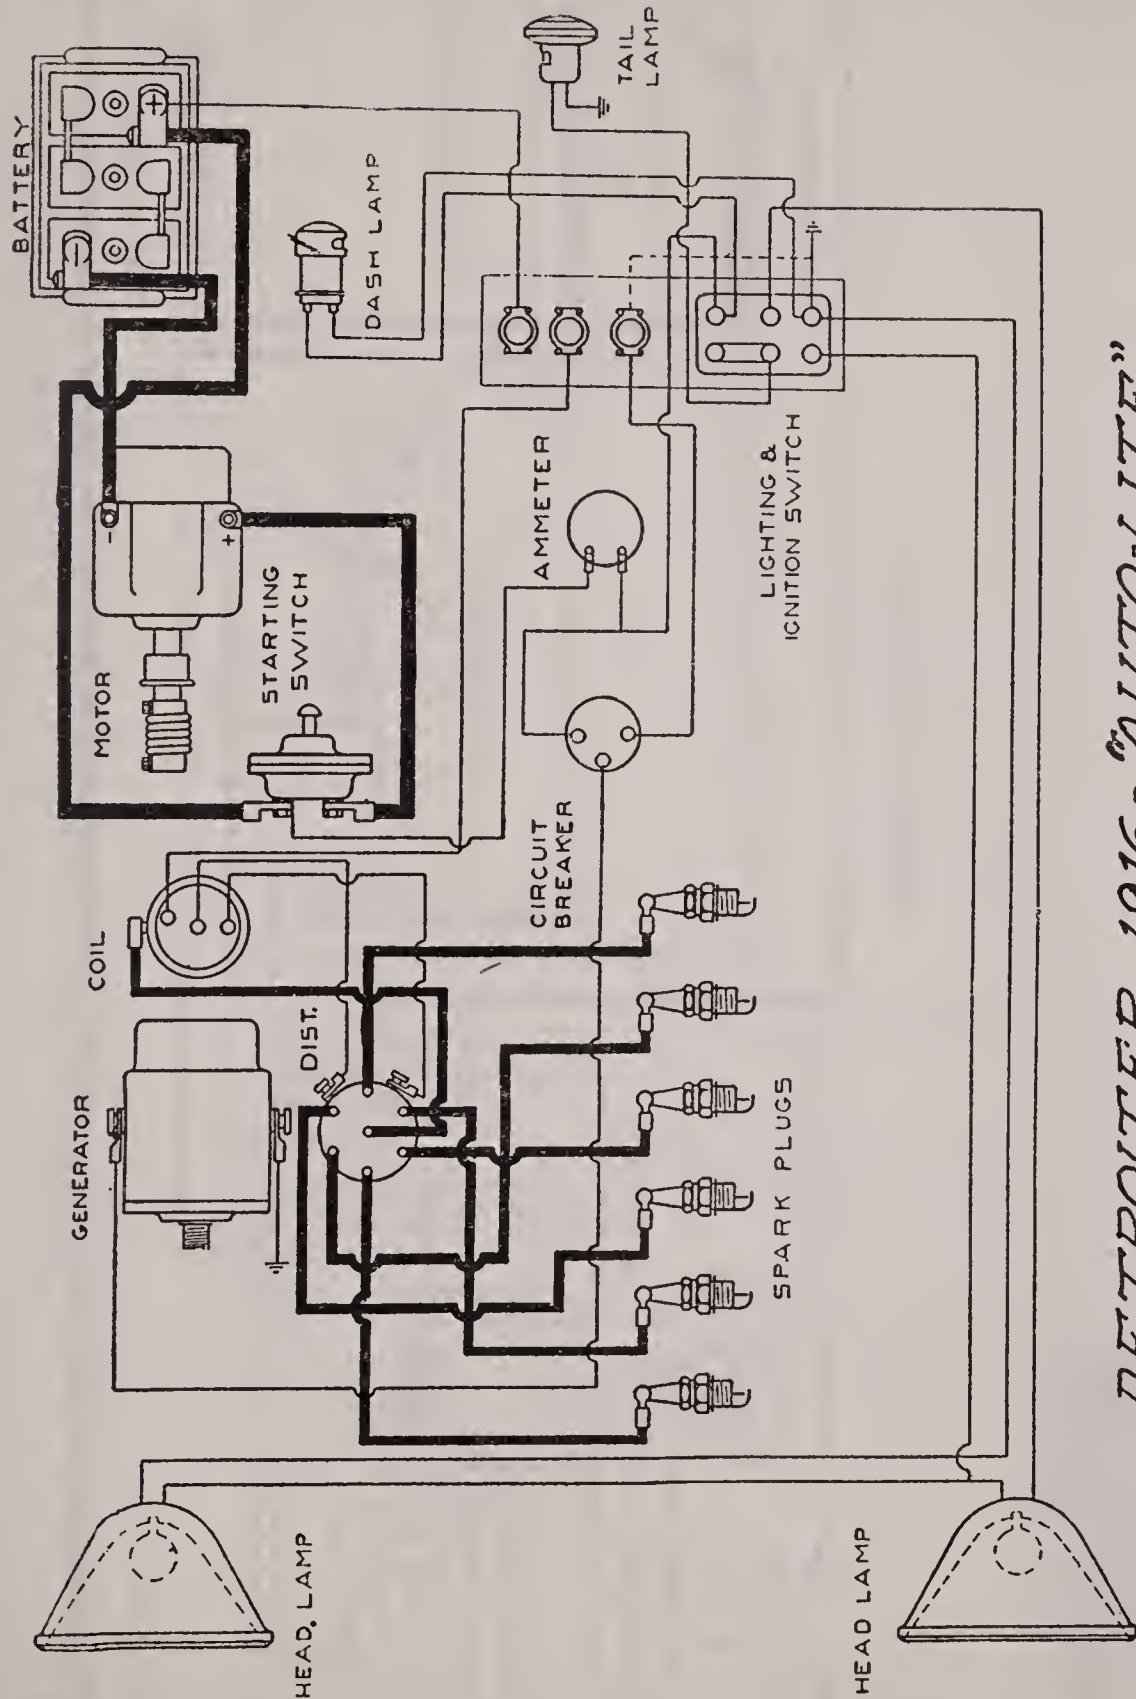 GENERATOR
COIL
MOTOR
BATTERY
-
+
-
+
HEAD. LAMP
DIST.
STARTING
SWITCH
DASH LAMP
CIRCUIT
BREAKER
AMMETER
TAIL
LAMP
SPARK PLUGS
LIGHTING &
IGNITION SWITCH
HEAD LAMP